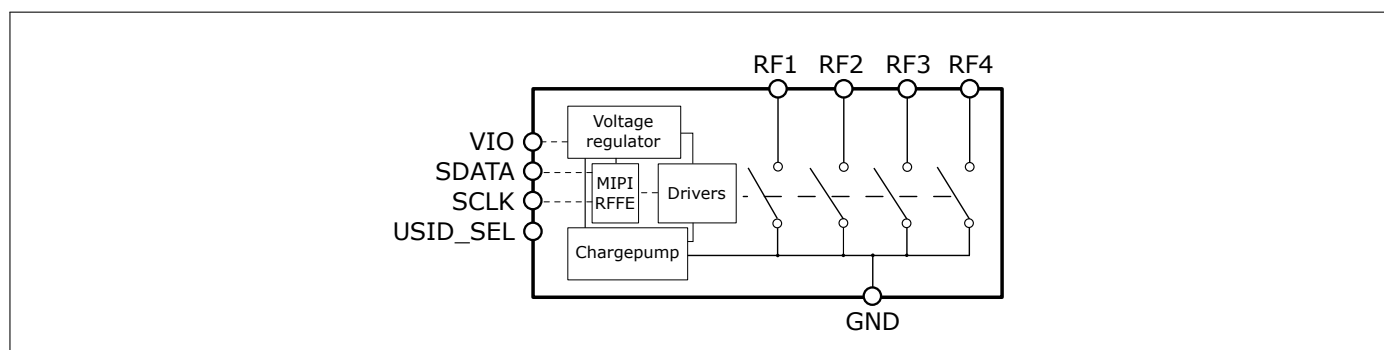 RF1 RF2 RF3 RF4
Voltage
regulator
VIO
SDATA
SCLK
USID_SEL
MIPI
RFFE
Drivers
Chargepump
GND